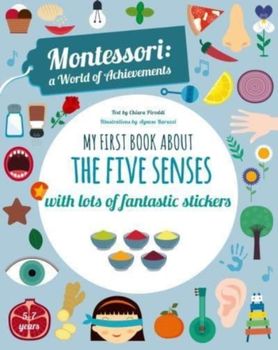 Montessori:
a World of Achievements
Text by Chiara Piroddi
Illustrations by Agnese Baruzzi
MY FIRST BOOK ABOUT
THE FIVE SENSES
with lots of fantastic stickers
5-7
years